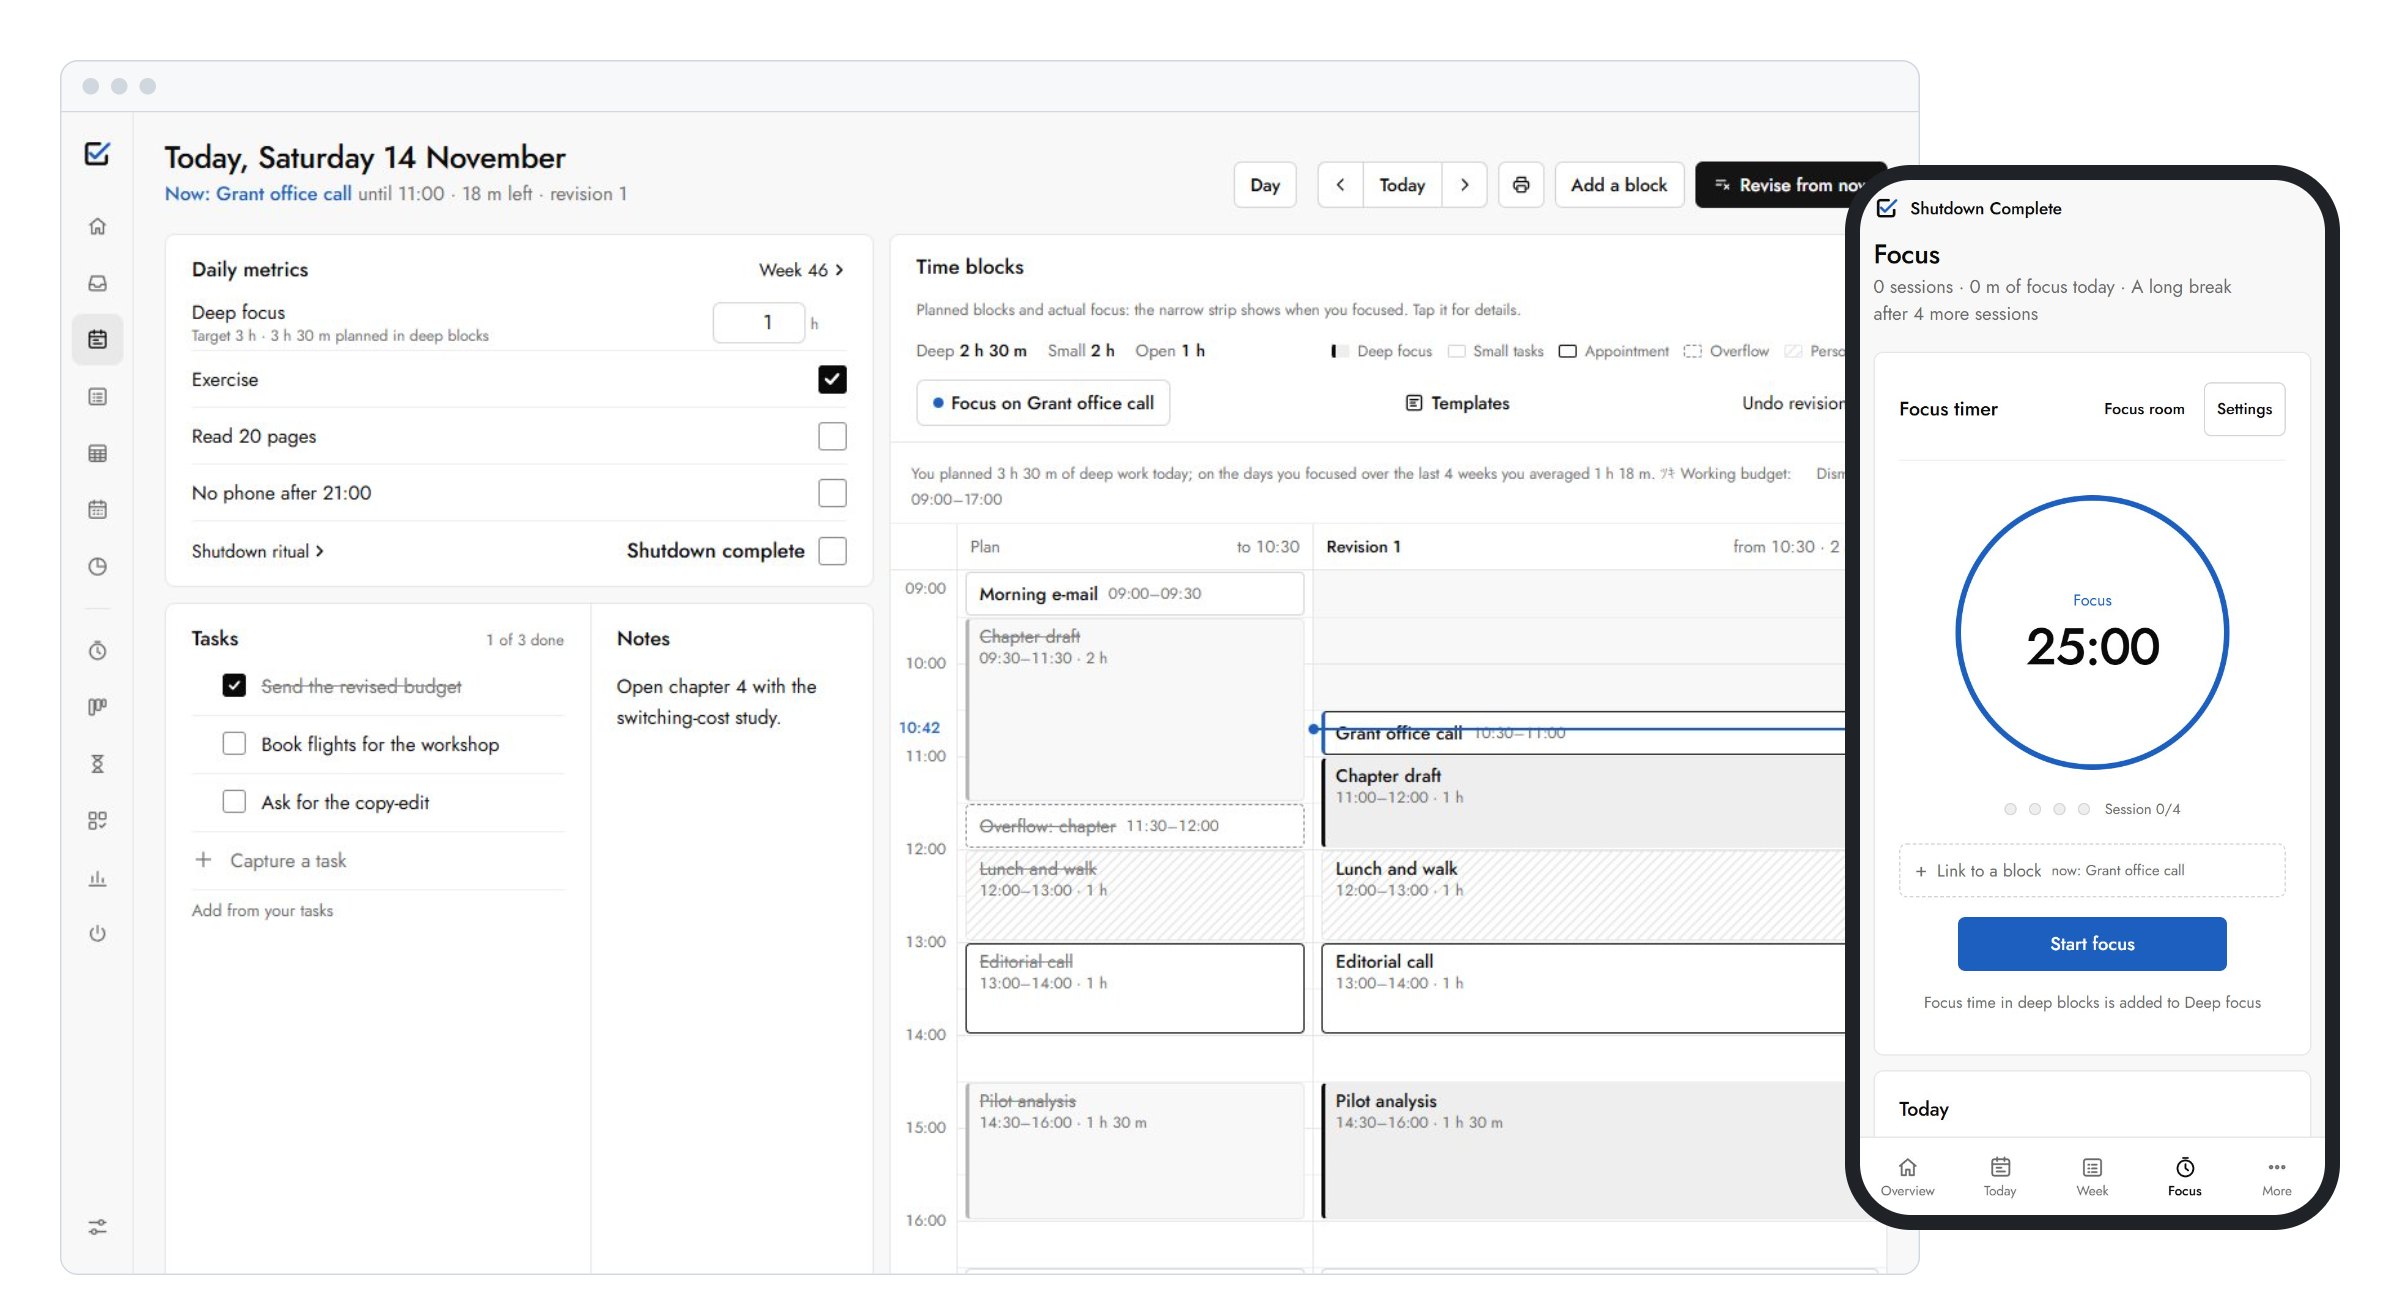 Today, Saturday 14 November
Now: Grant office call until 11:00 · 18 m left · revision 1
Day
Today
Add a block
Revise from now
Daily metrics
Week 46
Deep focus
Target 3 h · 3 h 30 m planned in deep blocks
1 h
Exercise
Read 20 pages
No phone after 21:00
Shutdown ritual
Shutdown complete
Tasks
1 of 3 done
Send the revised budget
Book flights for the workshop
Ask for the copy-edit
Capture a task
Add from your tasks
Notes
Open chapter 4 with the
switching-cost study.
Time blocks
Planned blocks and actual focus: the narrow strip shows when you focused. Tap it for details.
Deep 2 h 30 m Small 2 h Open 1 h
Deep focus Small tasks Appointment Overflow Perso
Focus on Grant office call
Templates
Undo revision
You planned 3 h 30 m of deep work today; on the days you focused over the last 4 weeks you averaged 1 h 18 m. Working budget:
09:00–17:00
Dism
Plan to 10:30
Revision 1 from 10:30 · 2
09:00
10:00
10:42
11:00
12:00
13:00
14:00
15:00
16:00
Morning e-mail 09:00–09:30
Chapter draft
09:30–11:30 · 2 h
Overflow: chapter 11:30–12:00
Lunch and walk
12:00–13:00 · 1 h
Editorial call
13:00–14:00 · 1 h
Pilot analysis
14:30–16:00 · 1 h 30 m
Grant office call 10:30–11:00
Chapter draft
11:00–12:00 · 1 h
Lunch and walk
12:00–13:00 · 1 h
Editorial call
13:00–14:00 · 1 h
Pilot analysis
14:30–16:00 · 1 h 30 m
Shutdown Complete
Focus
0 sessions · 0 m of focus today · A long break
after 4 more sessions
Focus timer
Focus room
Settings
Focus
25:00
Session 0/4
+ Link to a block now: Grant office call
Start focus
Focus time in deep blocks is added to Deep focus
Today
Overview
Today
Week
Focus
More